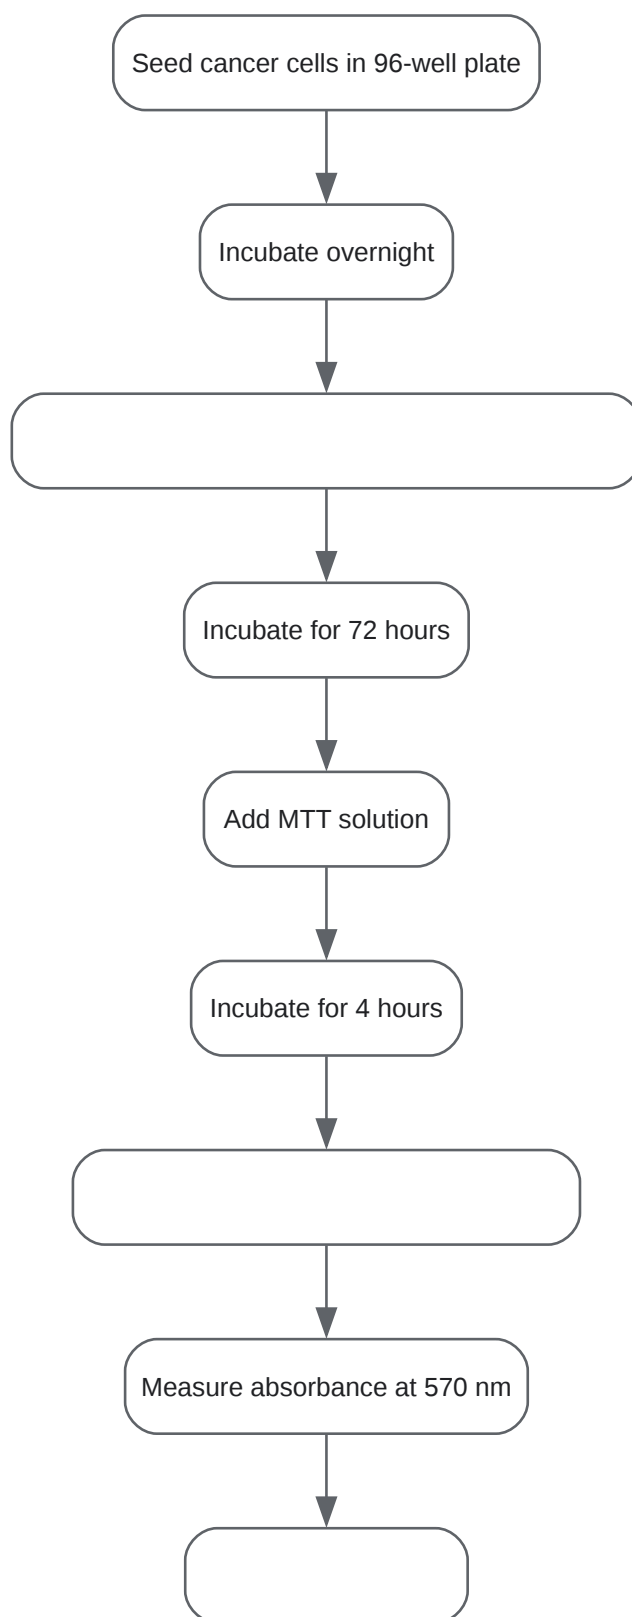 Seed cancer cells in 96-well plate
Incubate overnight
Incubate for 72 hours
Add MTT solution
Incubate for 4 hours
Measure absorbance at 570 nm